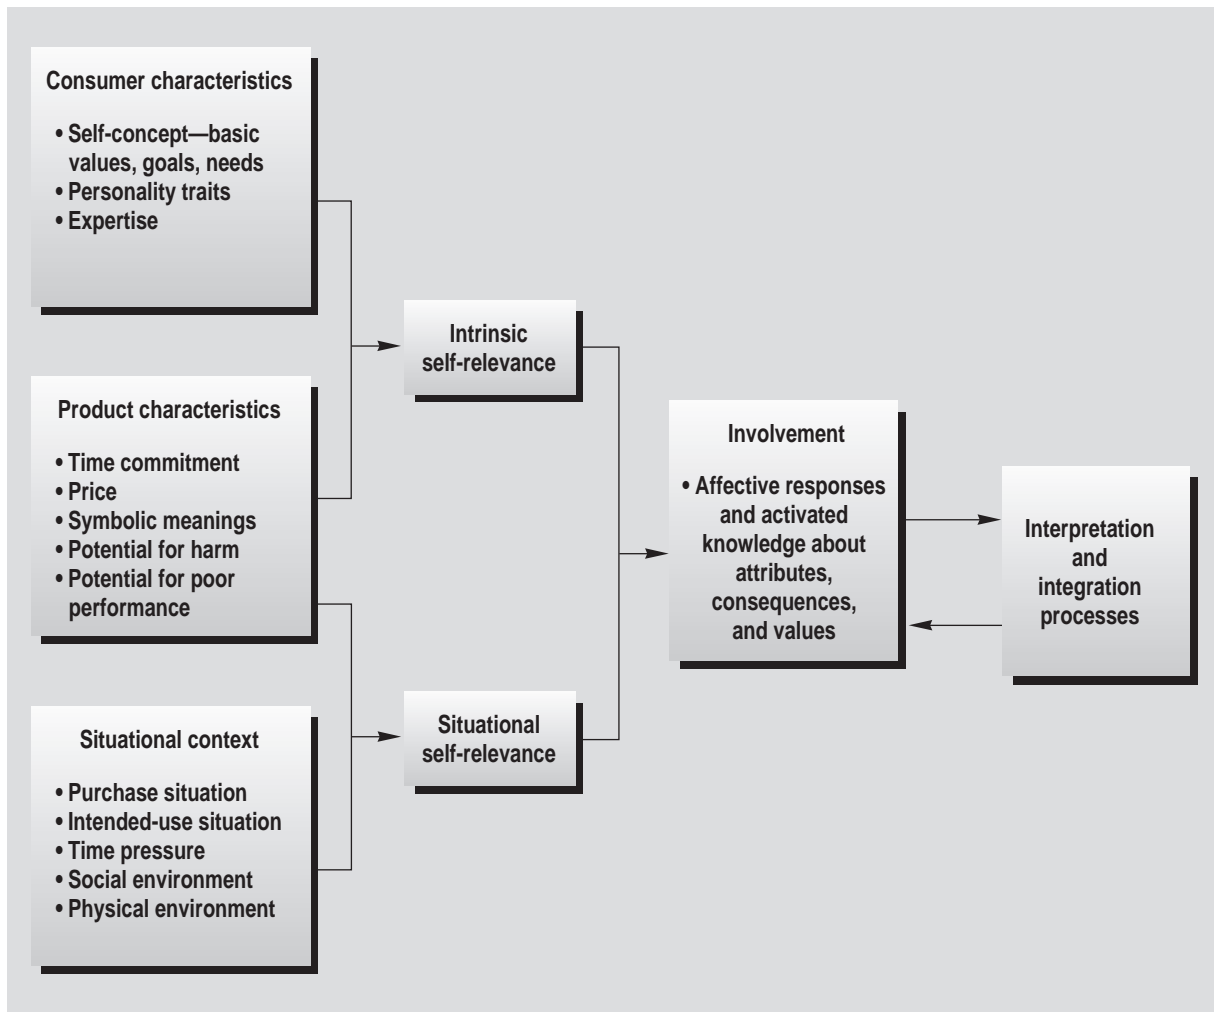 Consumer characteristics
• Self-concept—basic
values, goals, needs
• Personality traits
• Expertise
Product characteristics
• Time commitment
• Price
• Symbolic meanings
• Potential for harm
• Potential for poor
performance
Situational context
• Purchase situation
• Intended-use situation
• Time pressure
• Social environment
• Physical environment
Intrinsic
self-relevance
Situational
self-relevance
Involvement
• Affective responses
and activated
knowledge about
attributes,
consequences,
and values
Interpretation
and
integration
processes